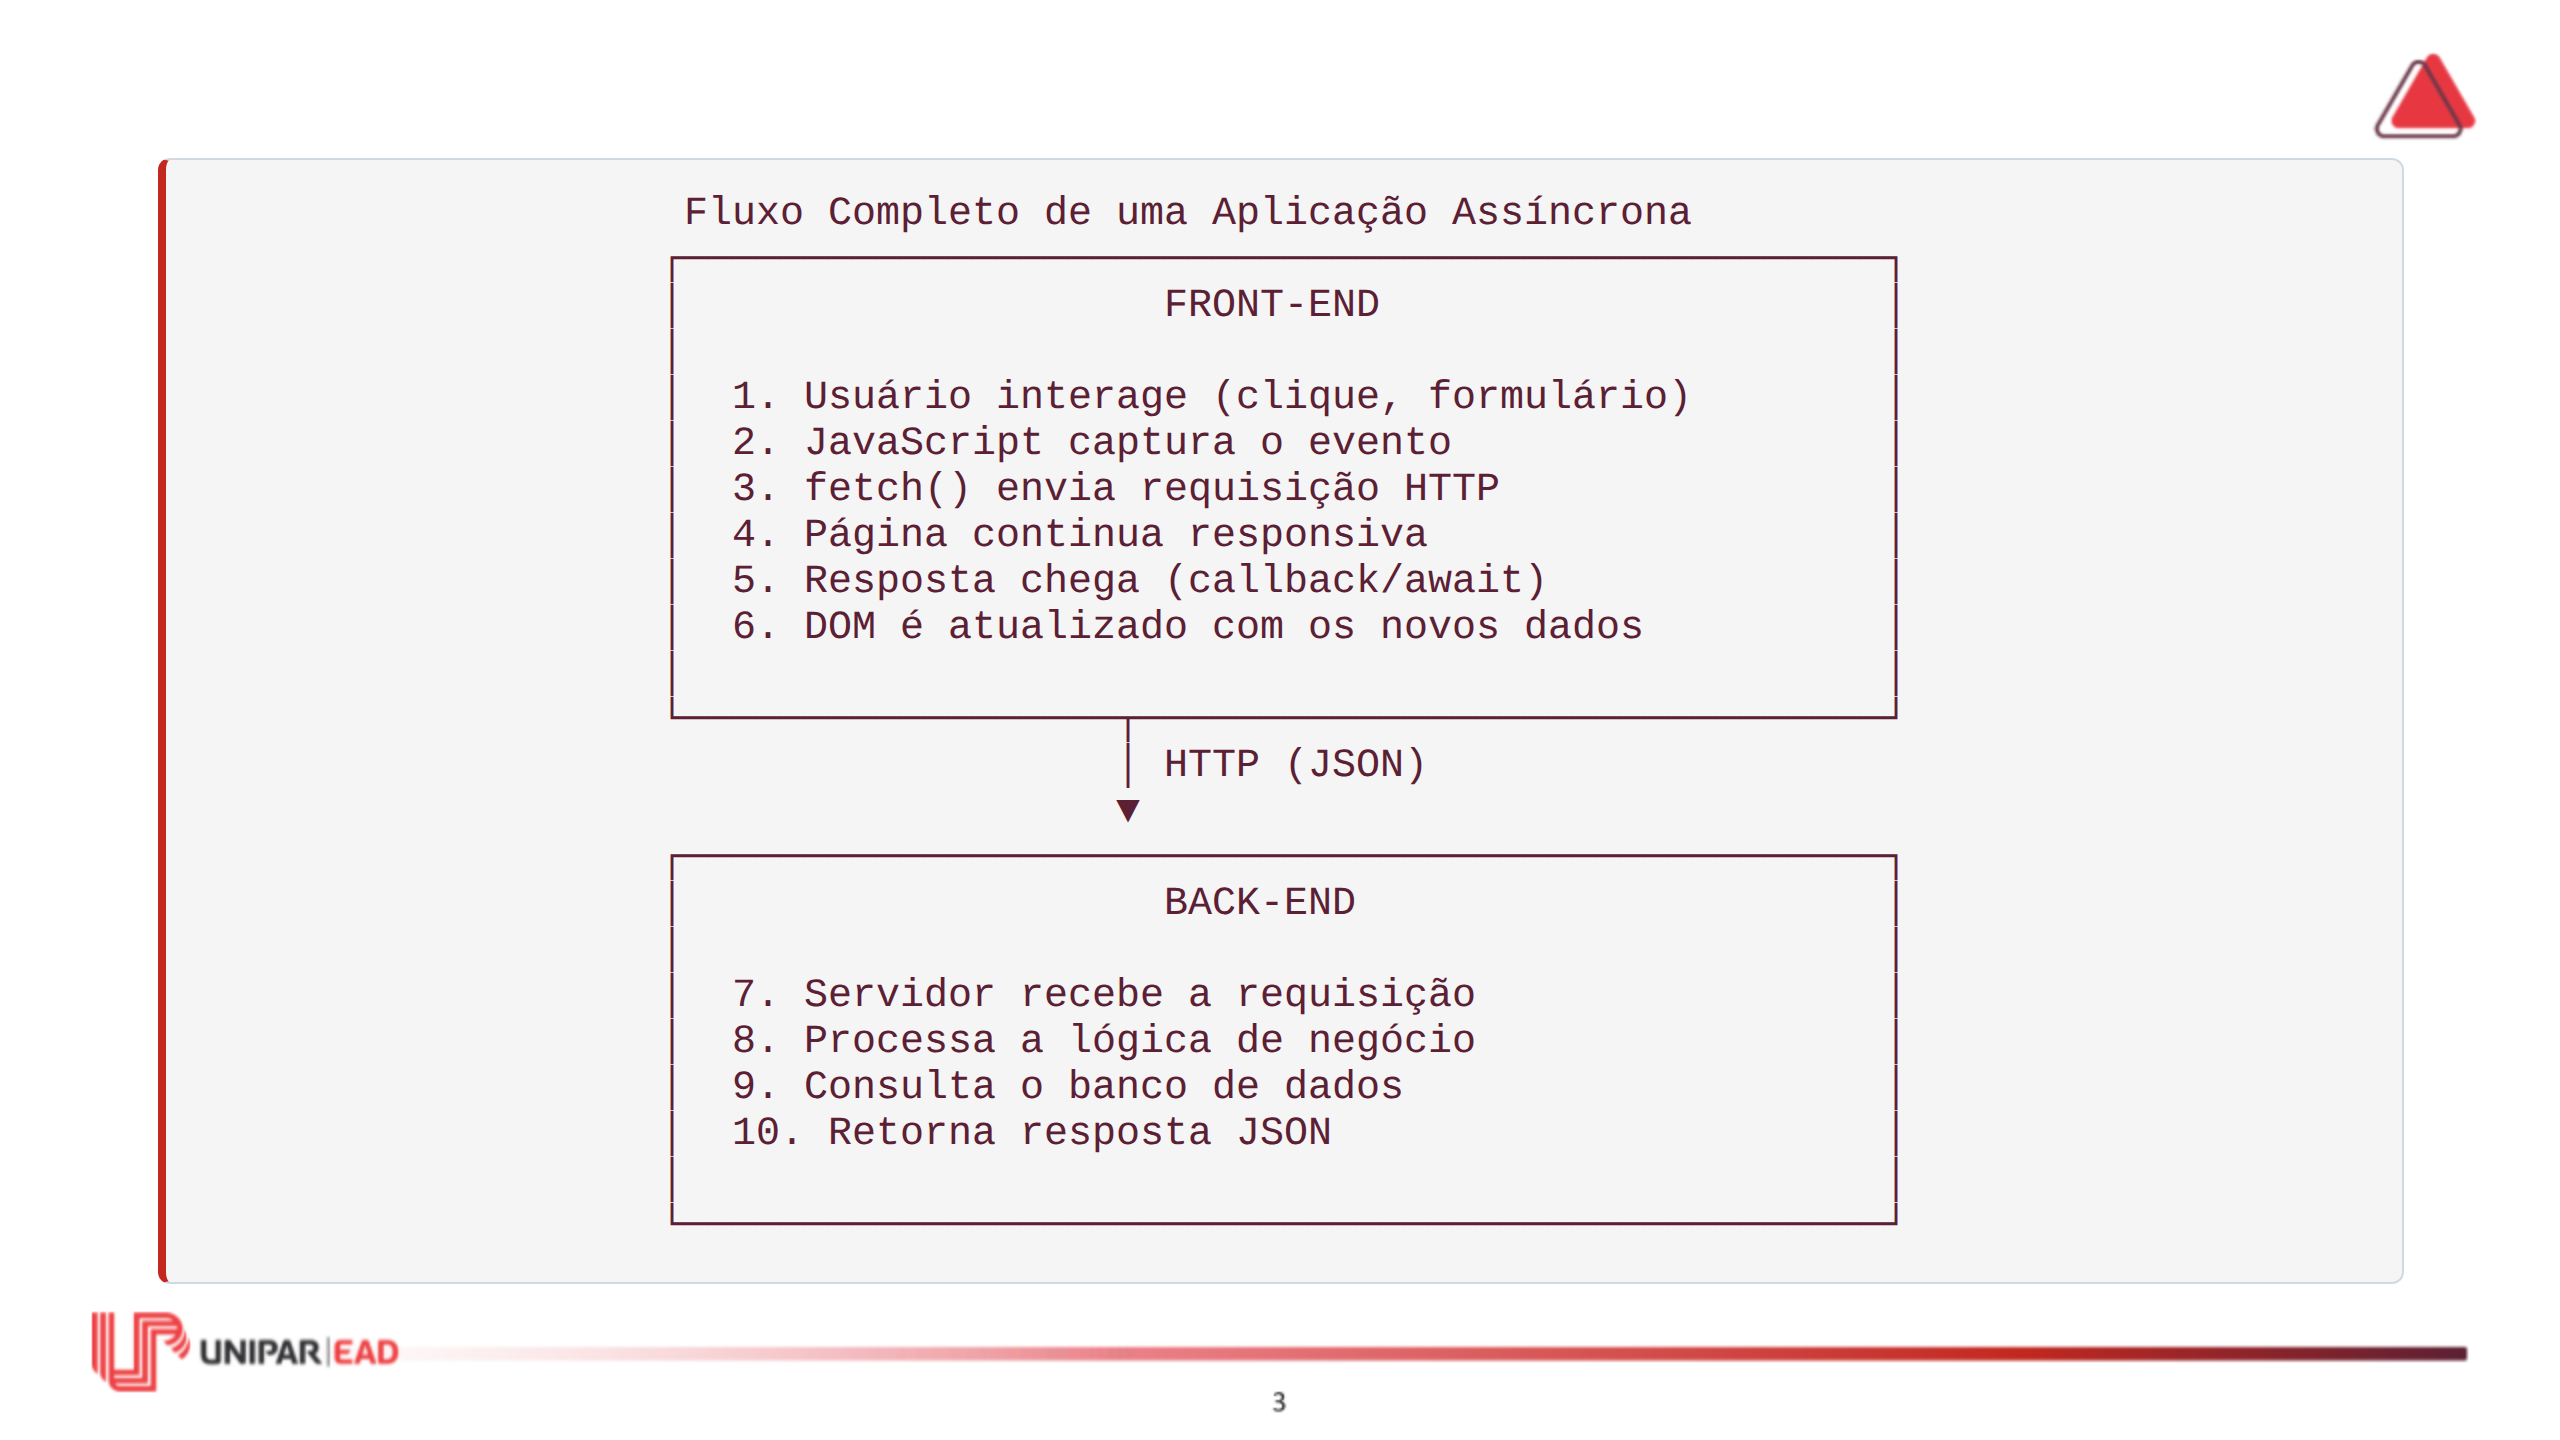 Fluxo Completo de uma Aplicação Assíncrona
FRONT-END
1. Usuário interage (clique, formulário)
2. JavaScript captura o evento
3. fetch() envia requisição HTTP
4. Página continua responsiva
5. Resposta chega (callback/await)
6. DOM é atualizado com os novos dados
HTTP (JSON)
▼
BACK-END
7. Servidor recebe a requisição
8. Processa a lógica de negócio
9. Consulta o banco de dados
10. Retorna resposta JSON
UNIPAR|EAD
3